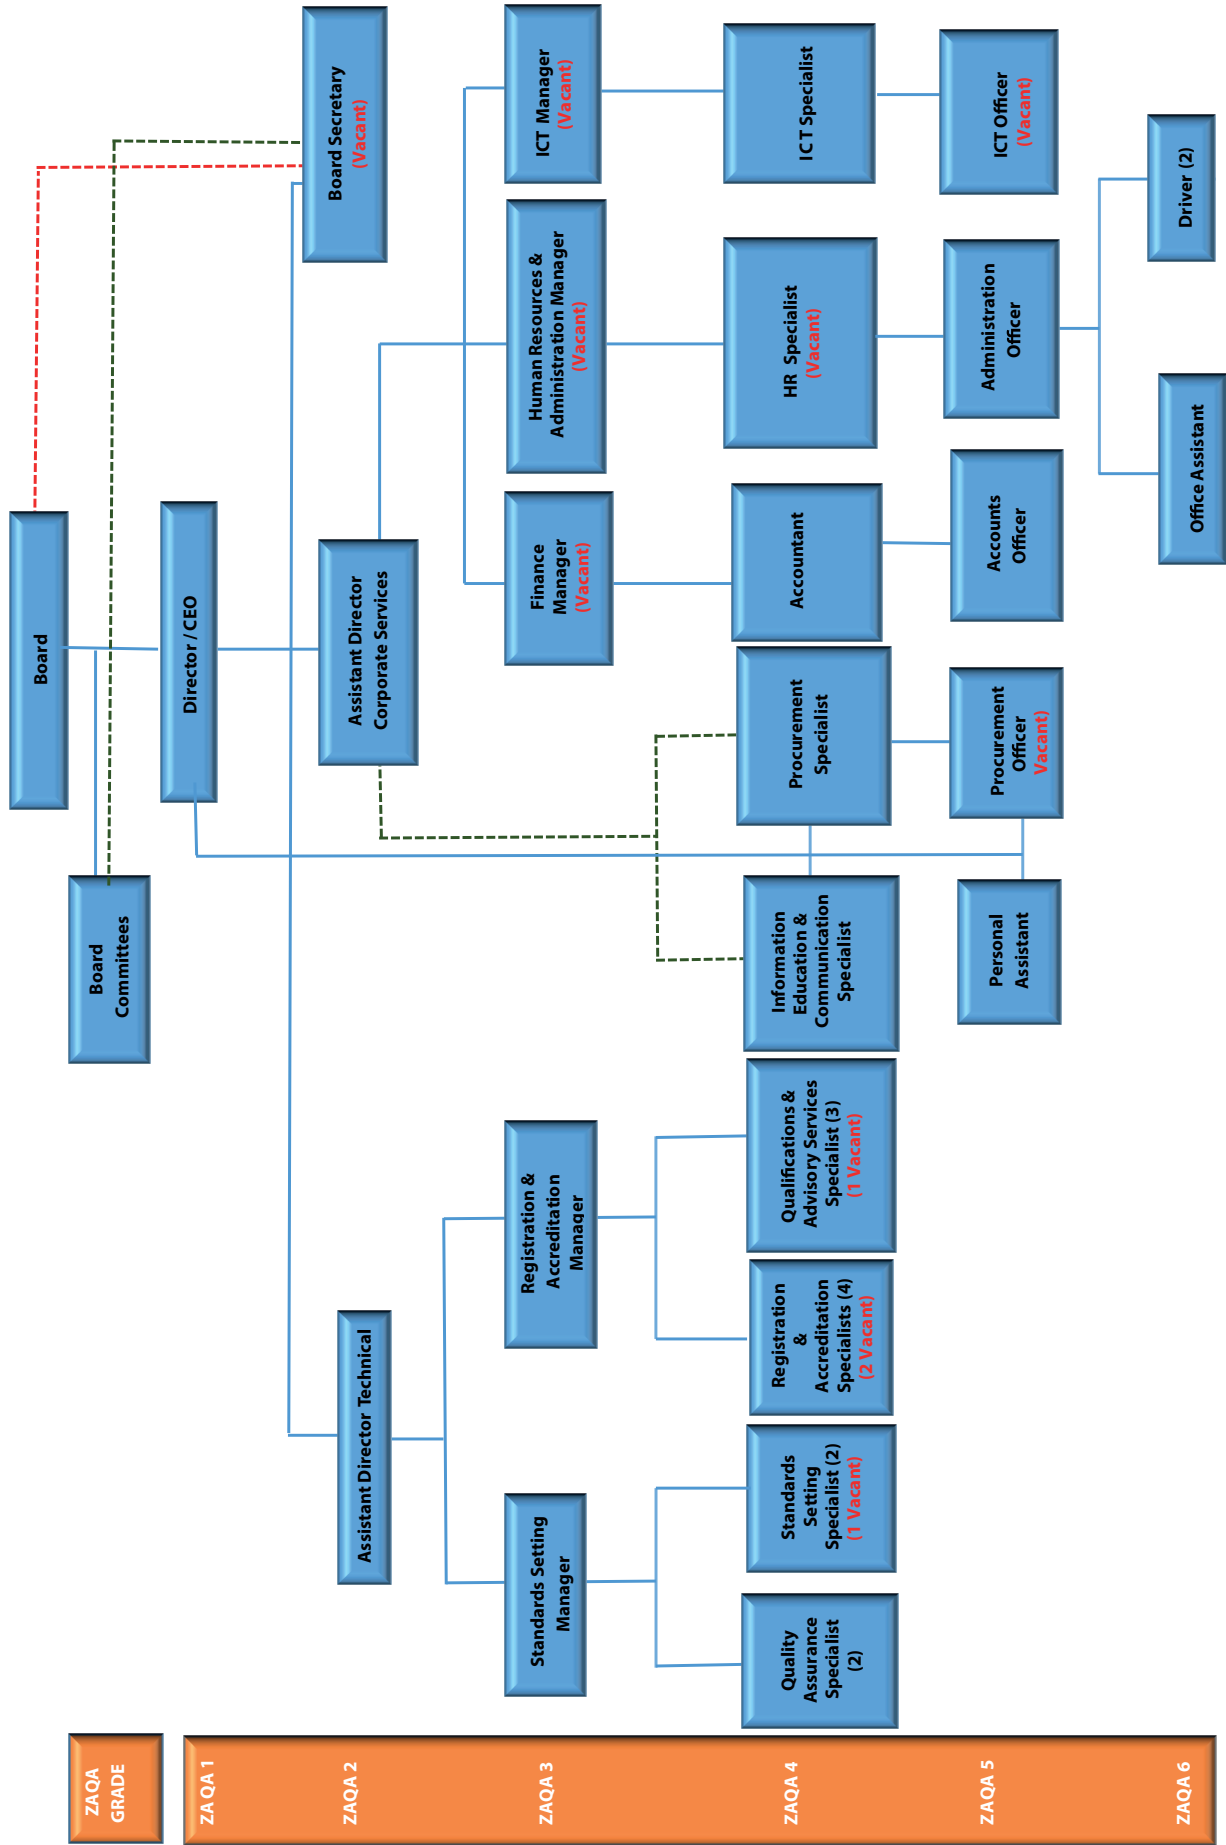 ZAQA
GRADE
ZA QA 1
ZAQA 2
ZAQA 3
ZAQA 4
ZAQA 5
ZAQA 6
Board
Board
Committees
Director / CEO
Board Secretary
(Vacant)
Assistant Director
Corporate Services
Assistant Director Technical
Standards Setting
Manager
Registration &
Accreditation
Manager
Finance
Manager
(Vacant)
Human Resources &
Administration Manager
(Vacant)
ICT Manager
(Vacant)
Quality
Assurance
Specialist
(2)
Standards
Setting
Specialist (2)
(1 Vacant)
Registration
&
Accreditation
Specialists (4)
(2 Vacant)
Qualifications &
Advisory Services
Specialist (3)
(1 Vacant)
Information
Education &
Communication
Specialist
Procurement
Specialist
Accountant
HR Specialist
(Vacant)
ICT Specialist
Personal
Assistant
Procurement
Officer
Vacant)
Accounts
Officer
Administration
Officer
ICT Officer
(Vacant)
Office Assistant
Driver (2)